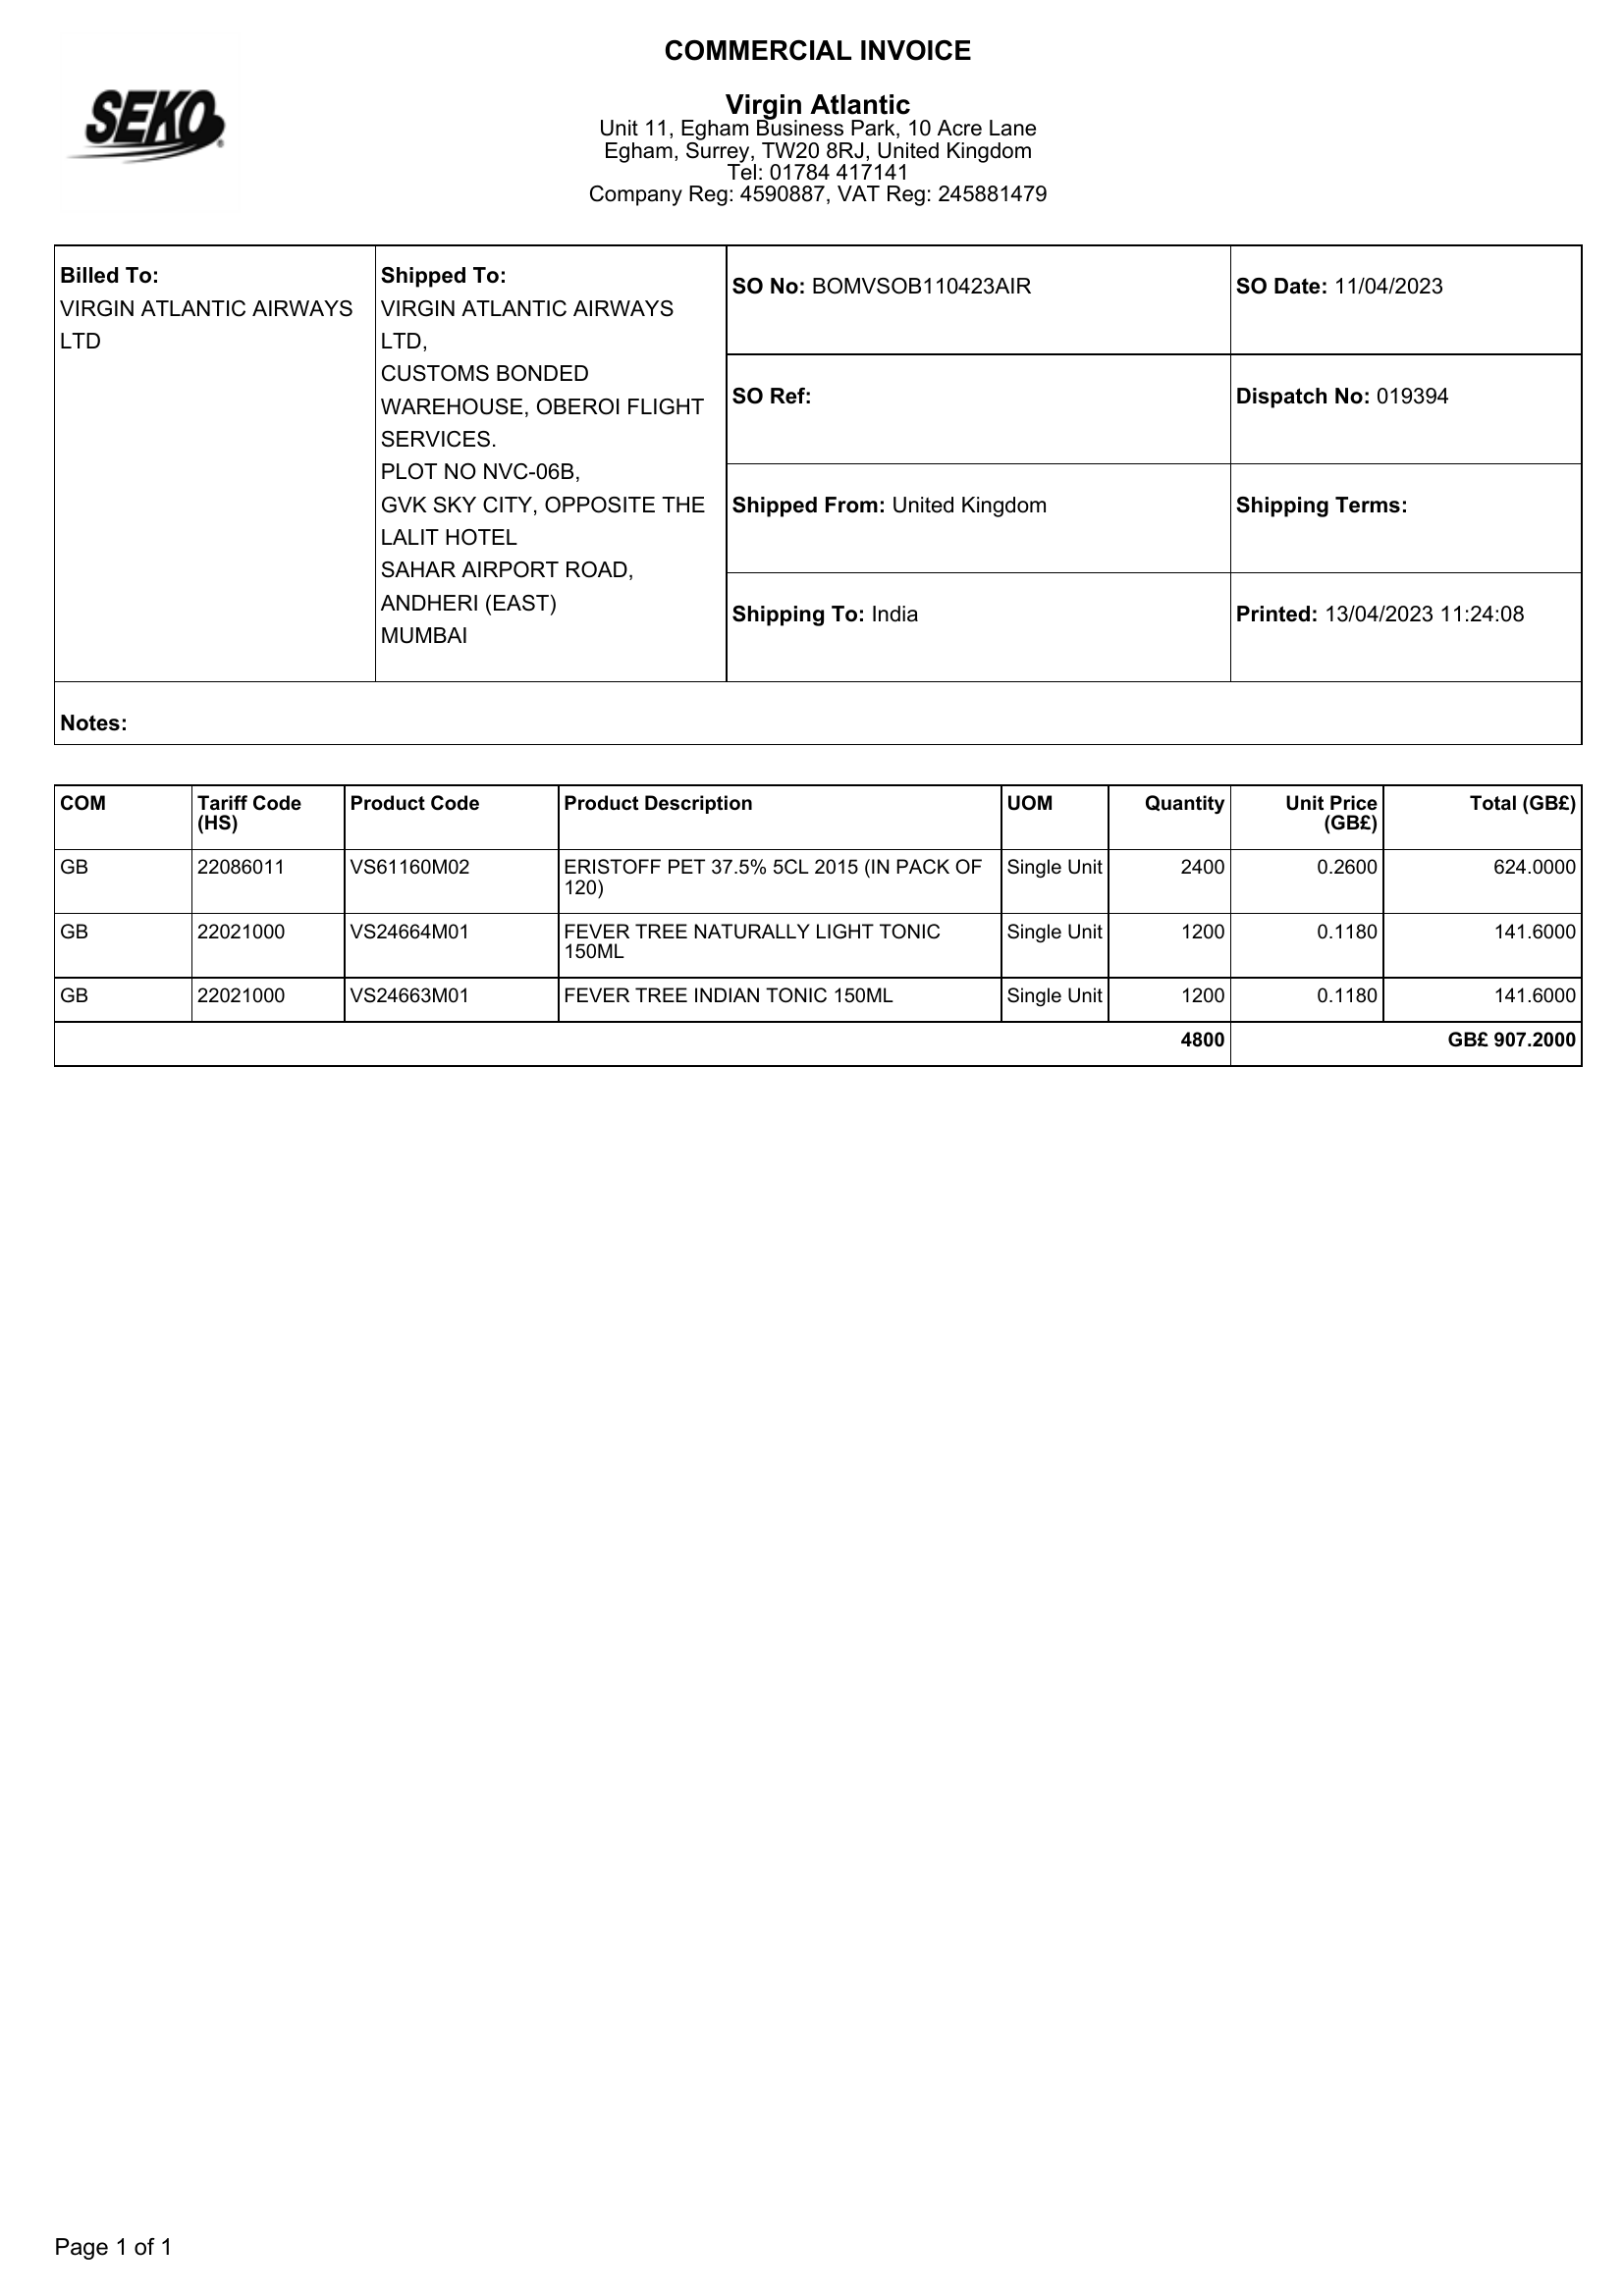 COMMERCIAL INVOICE
SEKO
Virgin Atlantic
Unit 11, Egham Business Park, 10 Acre Lane
Egham, Surrey, TW20 8RJ, United Kingdom
Tel: 01784 417141
Company Reg: 4590887, VAT Reg: 245881479
Billed To:
VIRGIN ATLANTIC AIRWAYS
LTD
Shipped To:
VIRGIN ATLANTIC AIRWAYS
LTD,
CUSTOMS BONDED
WAREHOUSE, OBEROI FLIGHT
SERVICES.
PLOT NO NVC-06B,
GVK SKY CITY, OPPOSITE THE
LALIT HOTEL
SAHAR AIRPORT ROAD,
ANDHERI (EAST)
MUMBAI
SO No: BOMVSOB110423AIR
SO Date: 11/04/2023
SO Ref:
Dispatch No: 019394
Shipped From: United Kingdom
Shipping Terms:
Shipping To: India
Printed: 13/04/2023 11:24:08
Notes:
COM Tariff Code (HS) Product Code Product Description UOM Quantity Unit Price (GB£) Total (GB£)
GB 22086011 VS61160M02 ERISTOFF PET 37.5% 5CL 2015 (IN PACK OF 120) Single Unit 2400 0.2600 624.0000
GB 22021000 VS24664M01 FEVER TREE NATURALLY LIGHT TONIC 150ML Single Unit 1200 0.1180 141.6000
GB 22021000 VS24663M01 FEVER TREE INDIAN TONIC 150ML Single Unit 1200 0.1180 141.6000
4800 GB£ 907.2000
Page 1 of 1